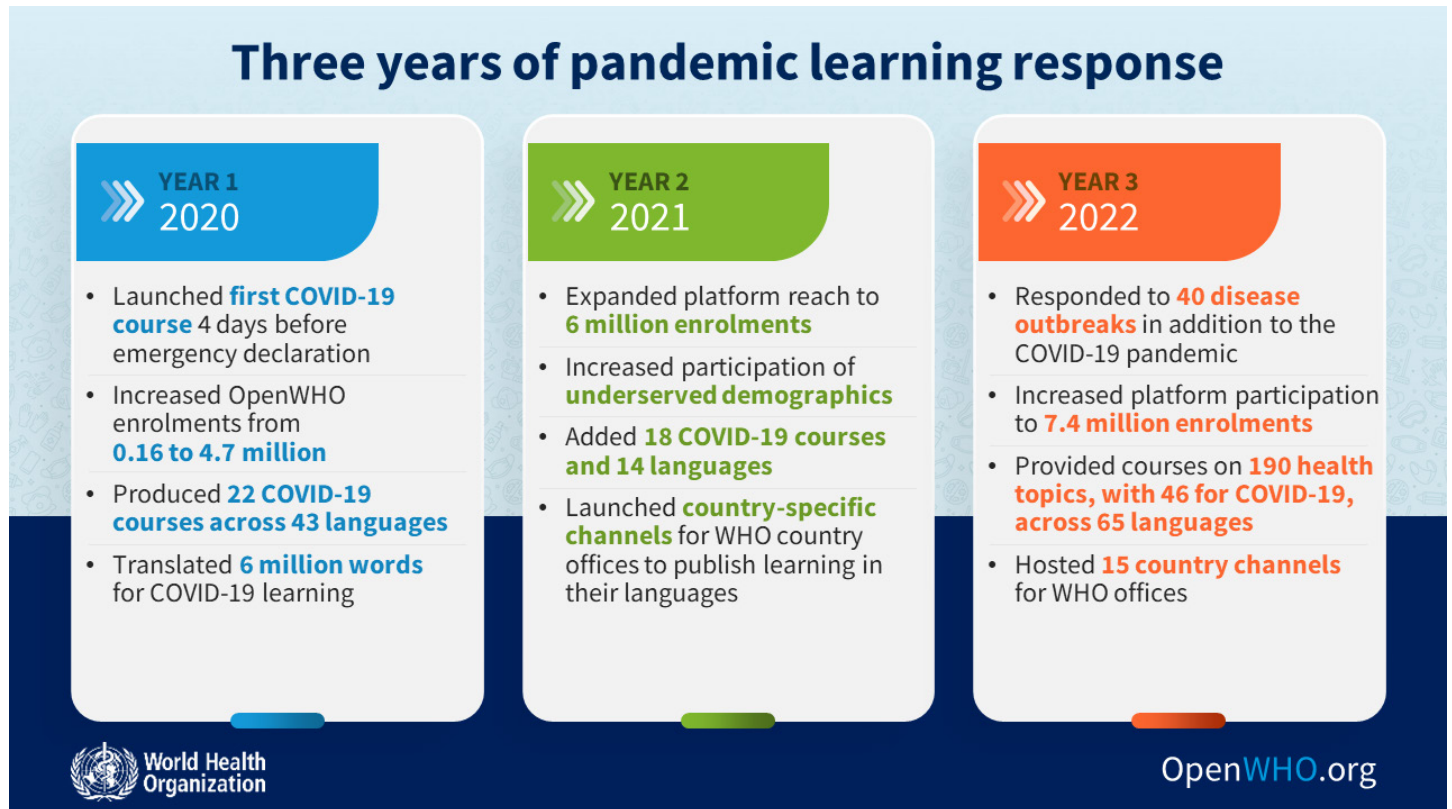 Three years of pandemic learning response
YEAR 1
2020
• Launched first COVID-19
course 4 days before
emergency declaration
• Increased OpenWHO
enrolments from
0.16 to 4.7 million
• Produced 22 COVID-19
courses across 43 languages
• Translated 6 million words
for COVID-19 learning
YEAR 2
2021
• Expanded platform reach to
6 million enrolments
• Increased participation of
underserved demographics
• Added 18 COVID-19 courses
and 14 languages
• Launched country-specific
channels for WHO country
offices to publish learning in
their languages
YEAR 3
2022
• Responded to 40 disease
outbreaks in addition to the
COVID-19 pandemic
• Increased platform participation
to 7.4 million enrolments
• Provided courses on 190 health
topics, with 46 for COVID-19,
across 65 languages
• Hosted 15 country channels
for WHO offices
World Health
Organization
OpenWHO.org